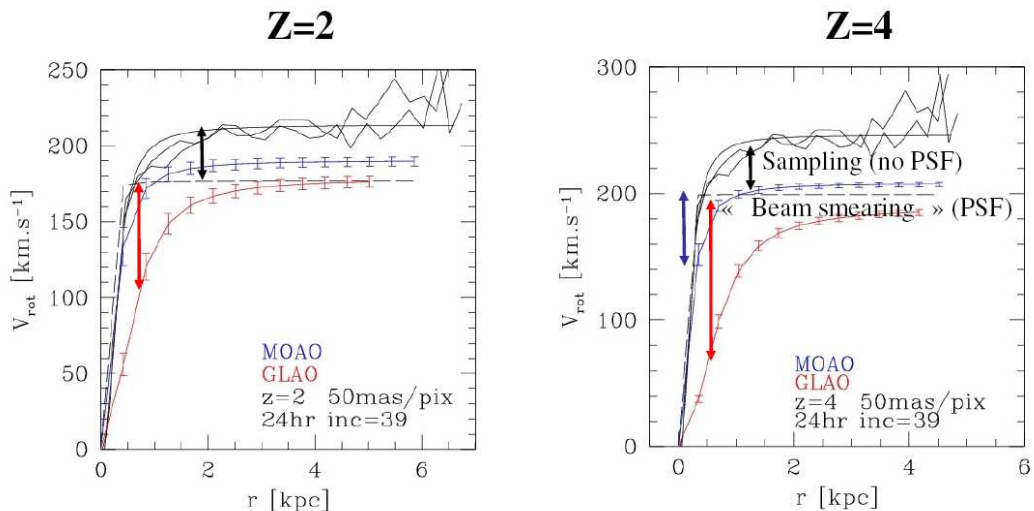 Z=2
250
200
150
100
50
0
V_rot [km.s⁻¹]
MOAO
GLAO
z=2 50mas/pix
24hr inc=39
0 2 4 6
r [kpc]
Z=4
300
200
100
0
V_rot [km.s⁻¹]
Sampling (no PSF)
« Beam smearing » (PSF)
MOAO
GLAO
z=4 50mas/pix
24hr inc=39
0 2 4 6
r [kpc]